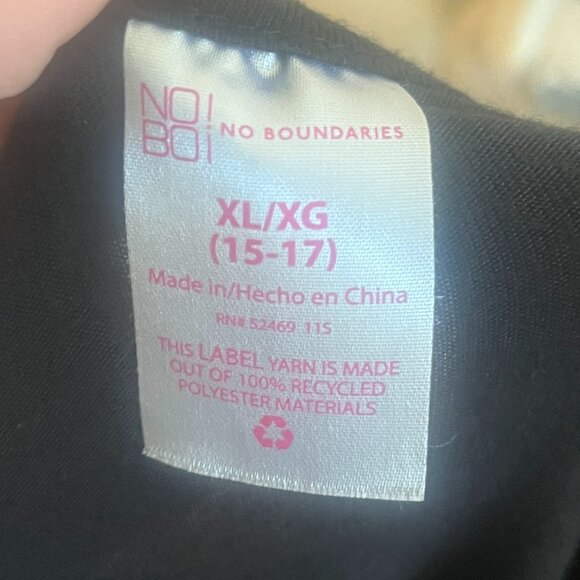 NO!
BO¡
NO BOUNDARIES
XL/XG
(15-17)
Made in/Hecho en China
RN# 52469 115
THIS LABEL YARN IS MADE
OUT OF 100% RECYCLED
POLYESTER MATERIALS